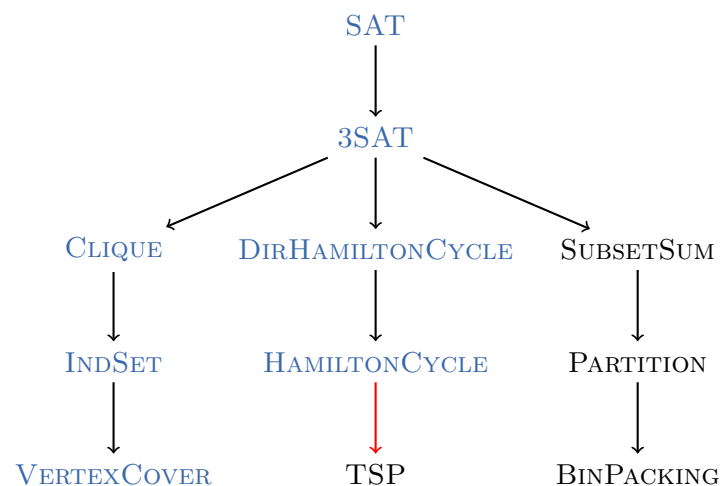 SAT
3SAT
CLIQUE DIRHAMILTONCYCLE SUBSETSUM
INDSET HAMILTONCYCLE PARTITION
VERTEXCOVER TSP BINPACKING